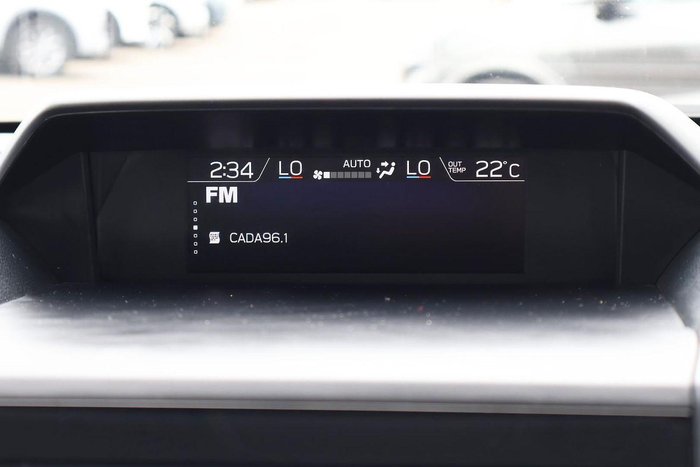 2:34 LO AUTO LO OUT TEMP 22°C
FM
CADA96.1